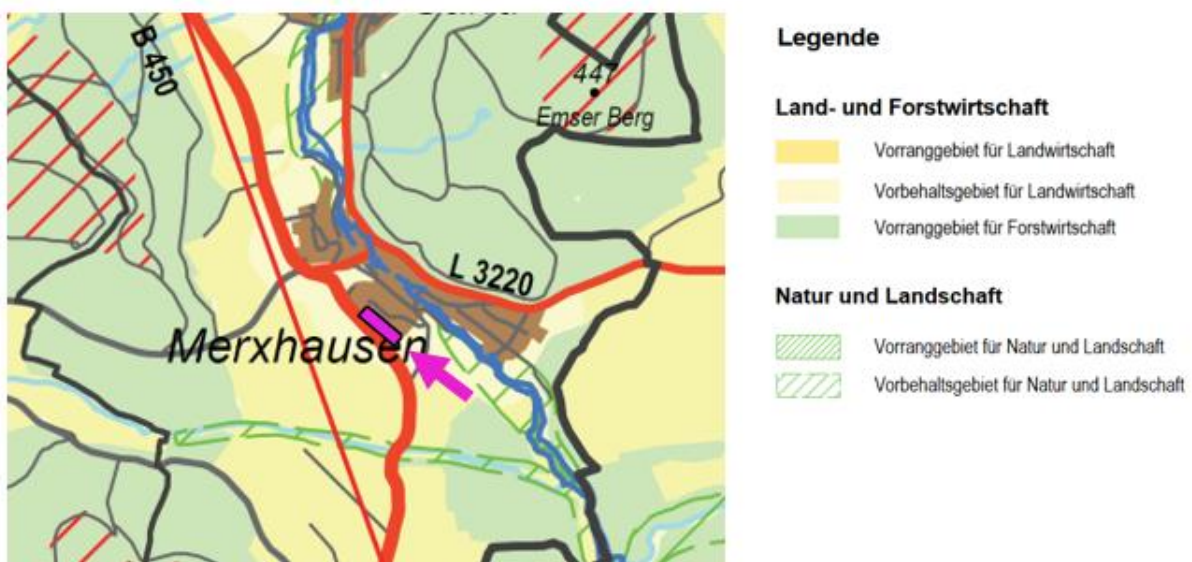 B 450
447
Emser Berg
L 3220
Merxhausen
Legende
Land- und Forstwirtschaft
Vorranggebiet für Landwirtschaft
Vorbehaltsgebiet für Landwirtschaft
Vorranggebiet für Forstwirtschaft
Natur und Landschaft
Vorranggebiet für Natur und Landschaft
Vorbehaltsgebiet für Natur und Landschaft